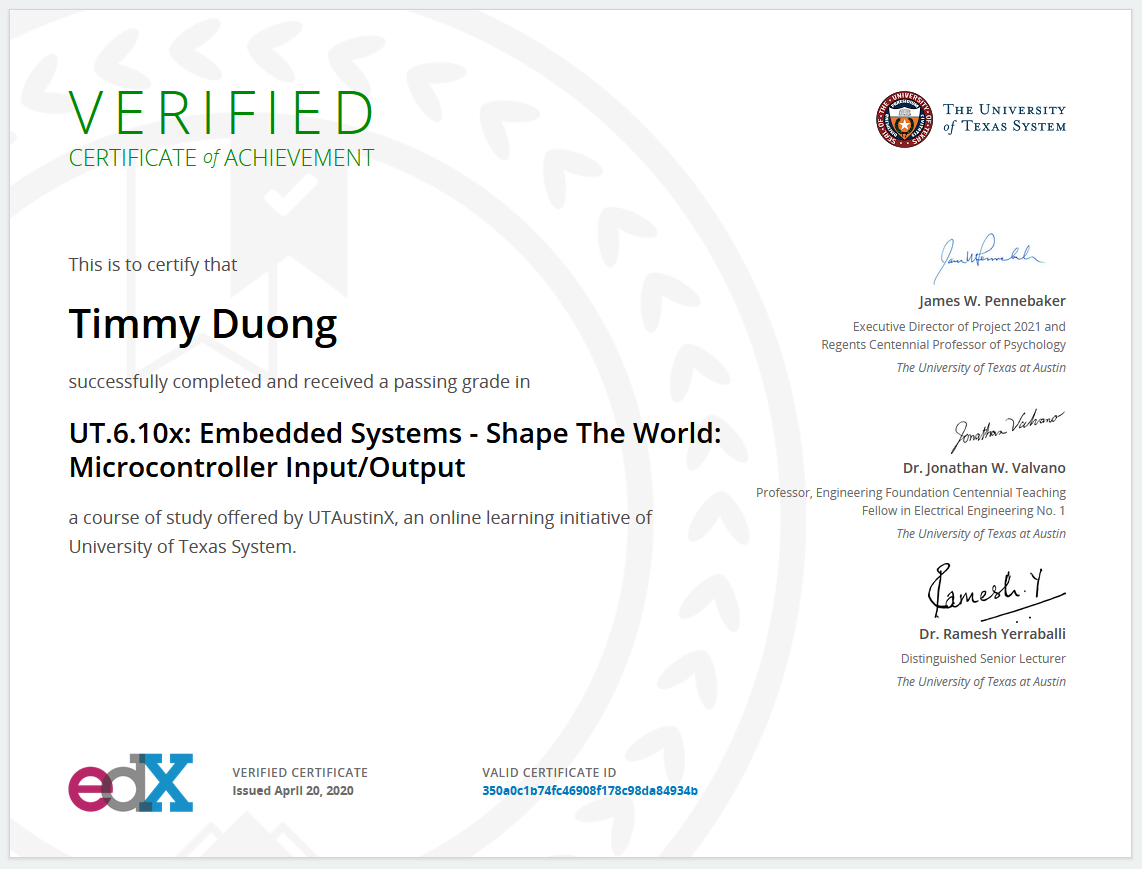 VERIFIED
CERTIFICATE of ACHIEVEMENT
THE UNIVERSITY
of TEXAS SYSTEM
This is to certify that
Timmy Duong
successfully completed and received a passing grade in
UT.6.10x: Embedded Systems - Shape The World:
Microcontroller Input/Output
a course of study offered by UTAustinX, an online learning initiative of
University of Texas System.
James W. Pennebaker
Executive Director of Project 2021 and
Regents Centennial Professor of Psychology
The University of Texas at Austin
Jonathan Valvano
Dr. Jonathan W. Valvano
Professor, Engineering Foundation Centennial Teaching
Fellow in Electrical Engineering No. 1
The University of Texas at Austin
Ramesh.Y
Dr. Ramesh Yerraballi
Distinguished Senior Lecturer
The University of Texas at Austin
edX
VERIFIED CERTIFICATE
Issued April 20, 2020
VALID CERTIFICATE ID
350a0c1b74fc46908f178c98da84934b